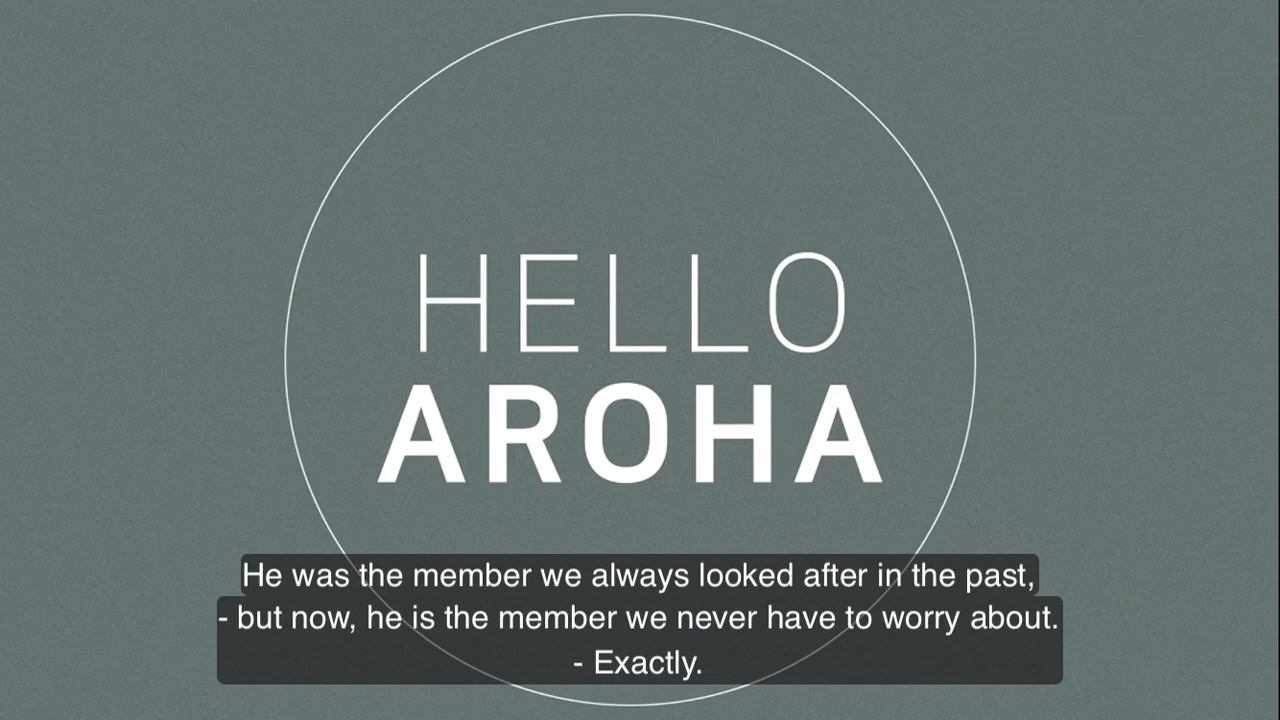 HELLO
AROHA
He was the member we always looked after in the past,
- but now, he is the member we never have to worry about.
- Exactly.